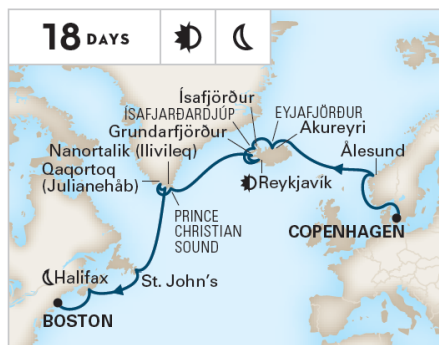 18 DAYS
Ísafjörður
ÍSAFJARÐARDJÚP
EYJAFJÖRÐUR
Grundarfjörður
Akureyri
Nanortalik (Ilivileq)
Ålesund
Qaqortoq
(Julianehåb)
Reykjavík
PRINCE
CHRISTIAN
SOUND
COPENHAGEN
Halifax
St. John's
BOSTON